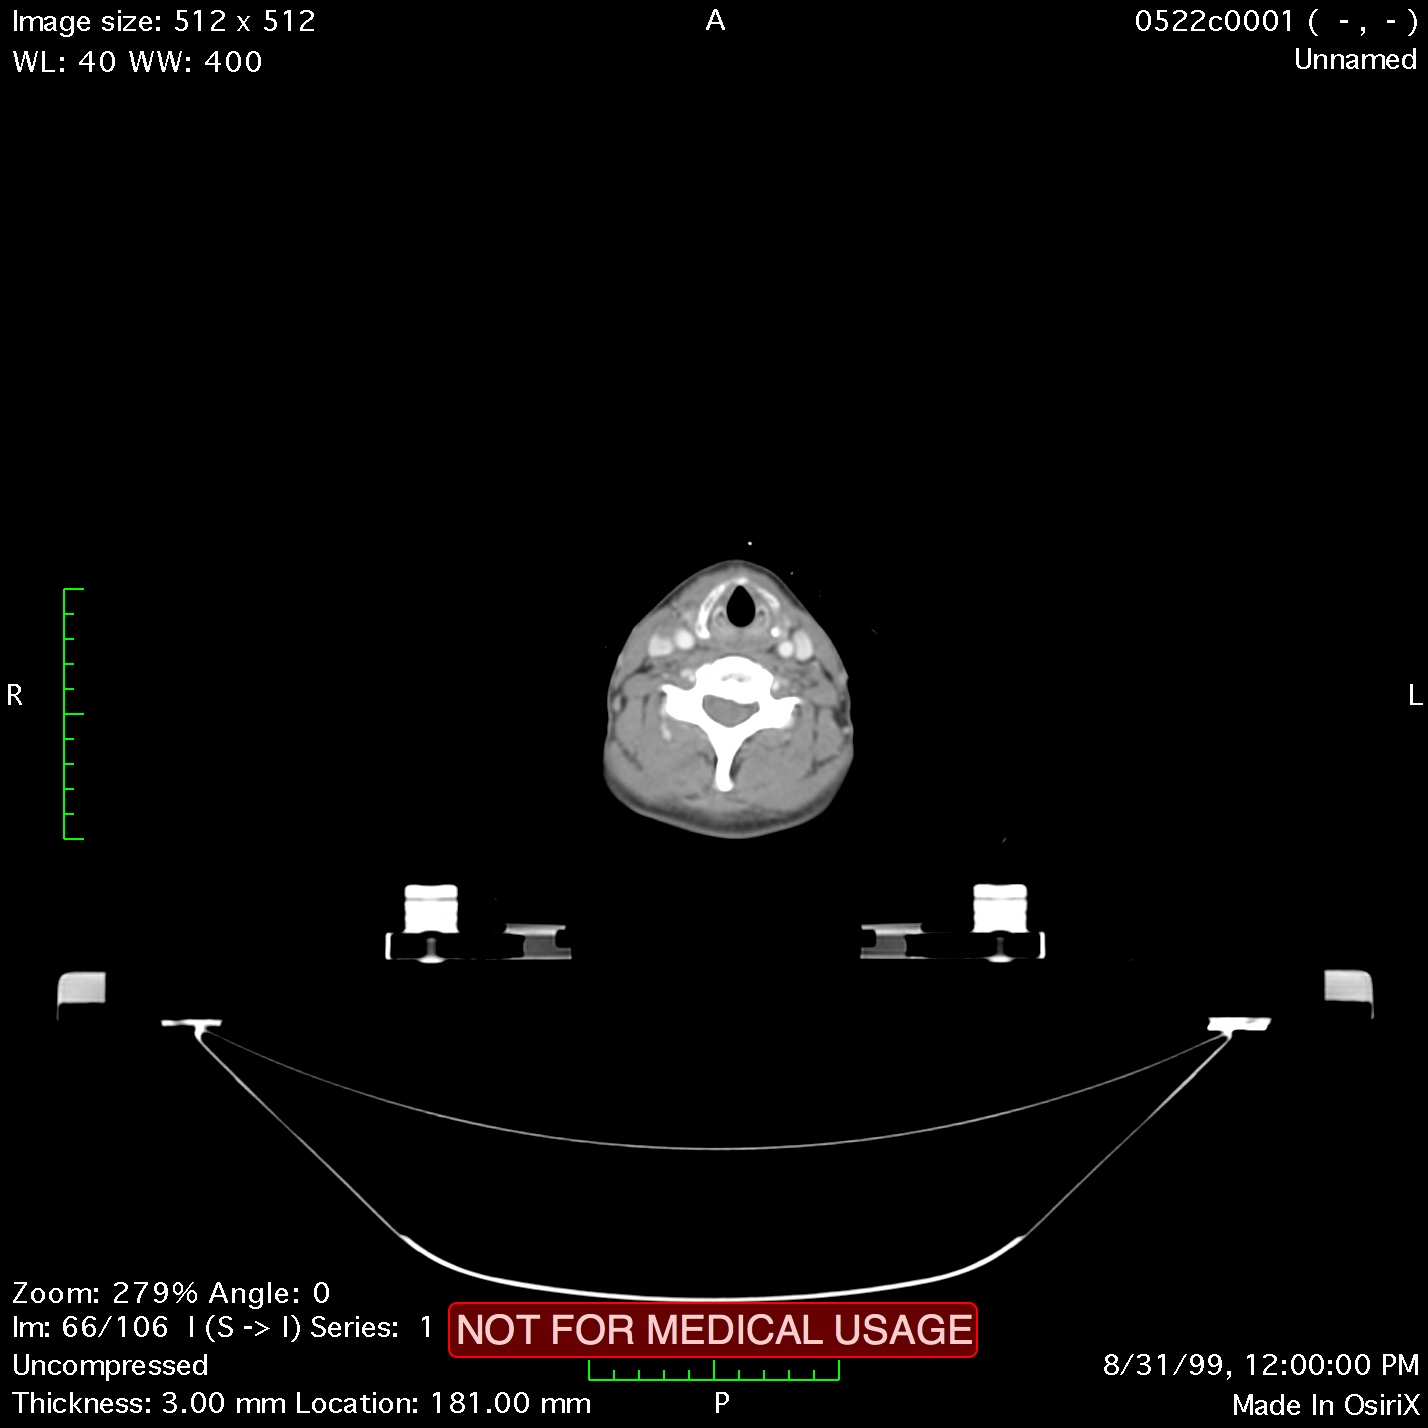 Image size: 512 x 512
WL: 40 WW: 400
A
0522c0001 ( - , - )
Unnamed
R
L
Zoom: 279% Angle: 0
Im: 66/106 I (S -> I) Series: 1
Uncompressed
Thickness: 3.00 mm Location: 181.00 mm
NOT FOR MEDICAL USAGE
P
8/31/99, 12:00:00 PM
Made In OsiriX